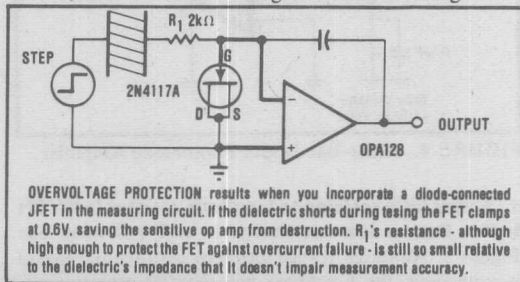 R1 2kΩ
STEP
G
2N4117A
D S
−
+
OUTPUT
OPA128
OVERVOLTAGE PROTECTION results when you incorporate a diode-connected
JFET in the measuring circuit. If the dielectric shorts during tesing the FET clamps
at 0.6V, saving the sensitive op amp from destruction. R1's resistance - although
high enough to protect the FET against overcurrent failure - is still so small relative
to the dielectric's impedance that it doesn't impair measurement accuracy.